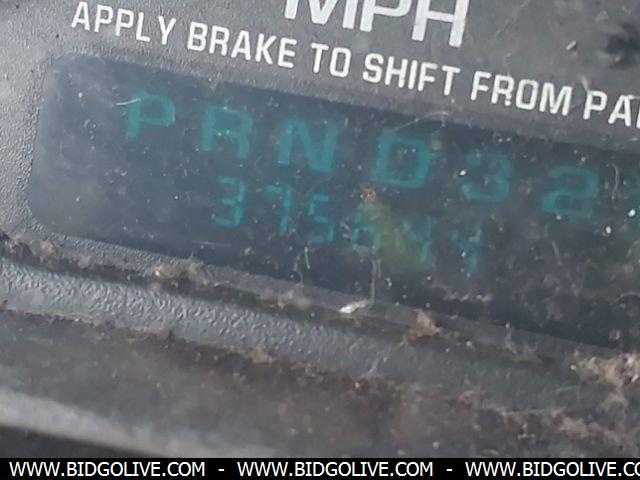 MPH
APPLY BRAKE TO SHIFT FROM PA
PRND32
375644
WWW.BIDGOLIVE.COM - WWW.BIDGOLIVE.COM - WWW.BIDGOLIVE.COM